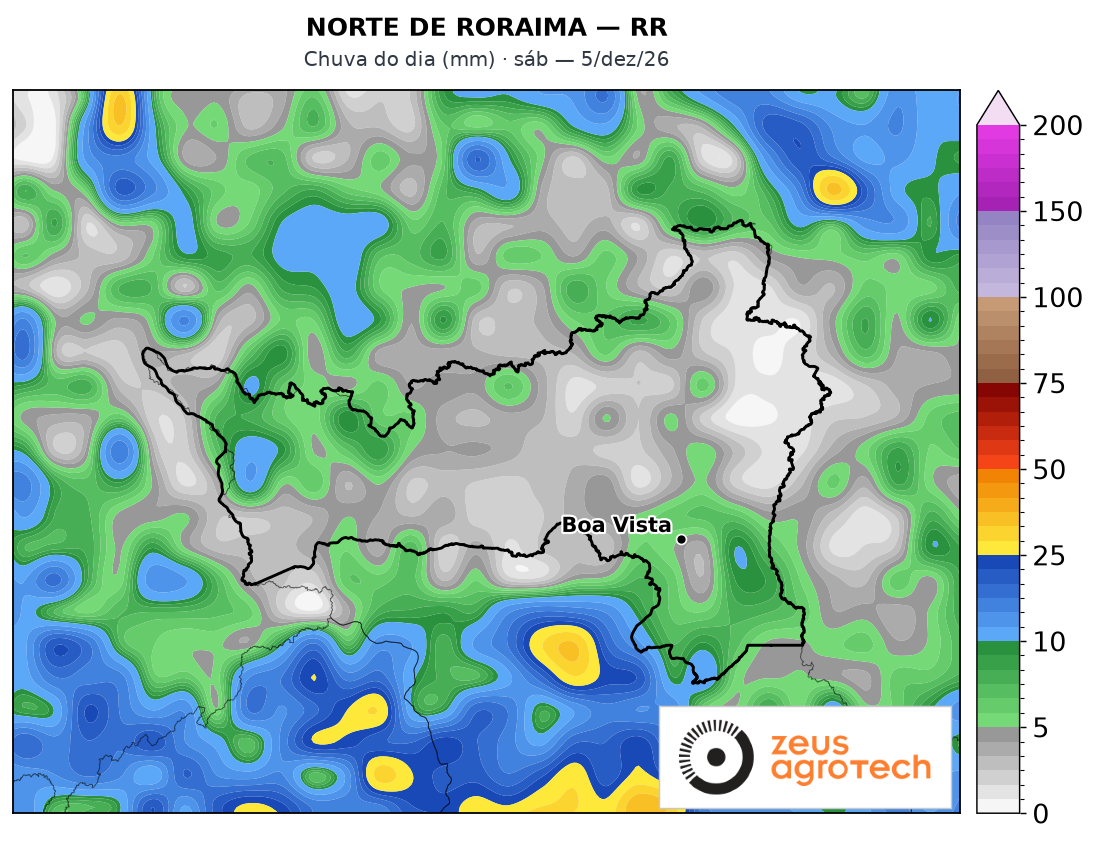 NORTE DE RORAIMA — RR
Chuva do dia (mm) · sáb — 5/dez/26
200
150
100
75
50
25
10
5
0
Boa Vista
zeus
agrotech